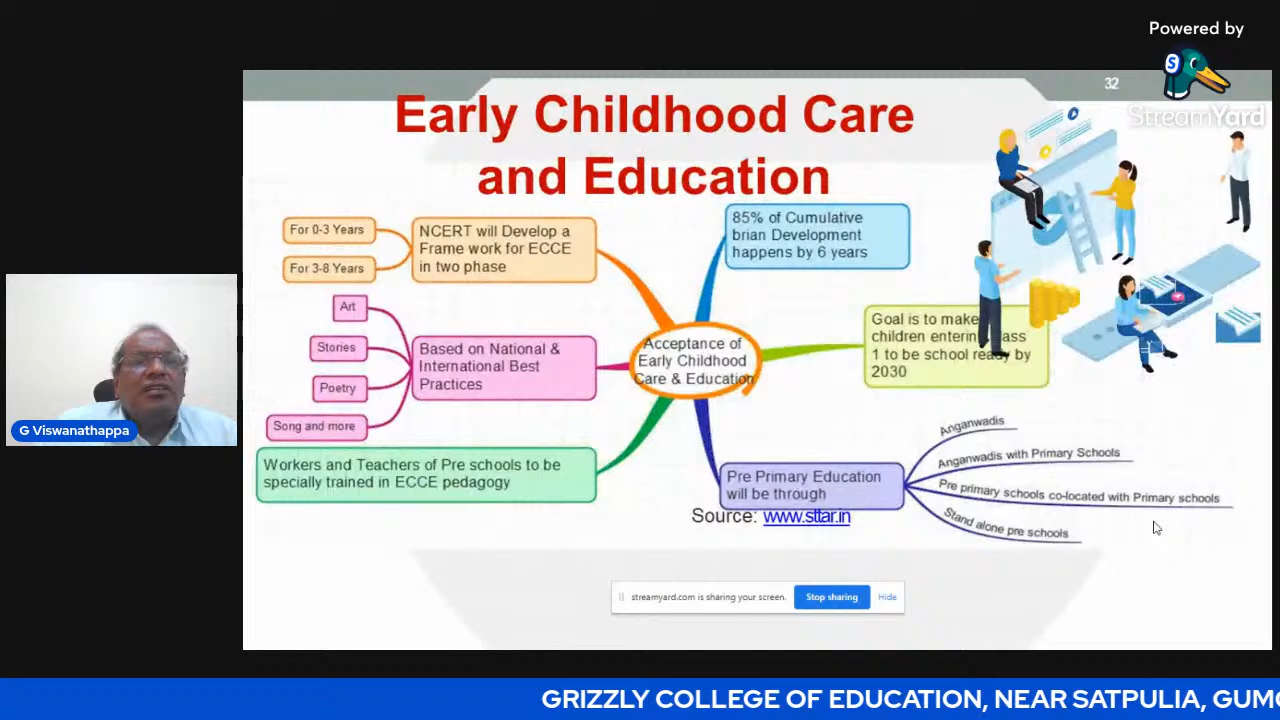 Powered by
S
StreamYard
32
Early Childhood Care
and Education
For 0-3 Years
For 3-8 Years
NCERT will Develop a
Frame work for ECCE
in two phase
85% of Cumulative
brian Development
happens by 6 years
Art
Stories
Poetry
Song and more
Based on National &
International Best
Practices
Acceptance of
Early Childhood
Care & Education
Goal is to make
children entering
1 to be school ready by
2030
Workers and Teachers of Pre schools to be
specially trained in ECCE pedagogy
Pre Primary Education
will be through
Anganwadis
Anganwadis with Primary Schools
Pre primary schools co-located with Primary schools
Stand alone pre schools
Source: www.sttar.in
streamyard.com is sharing your screen.
Stop sharing
Hide
G Viswanathappa
GRIZZLY COLLEGE OF EDUCATION, NEAR SATPULIA,